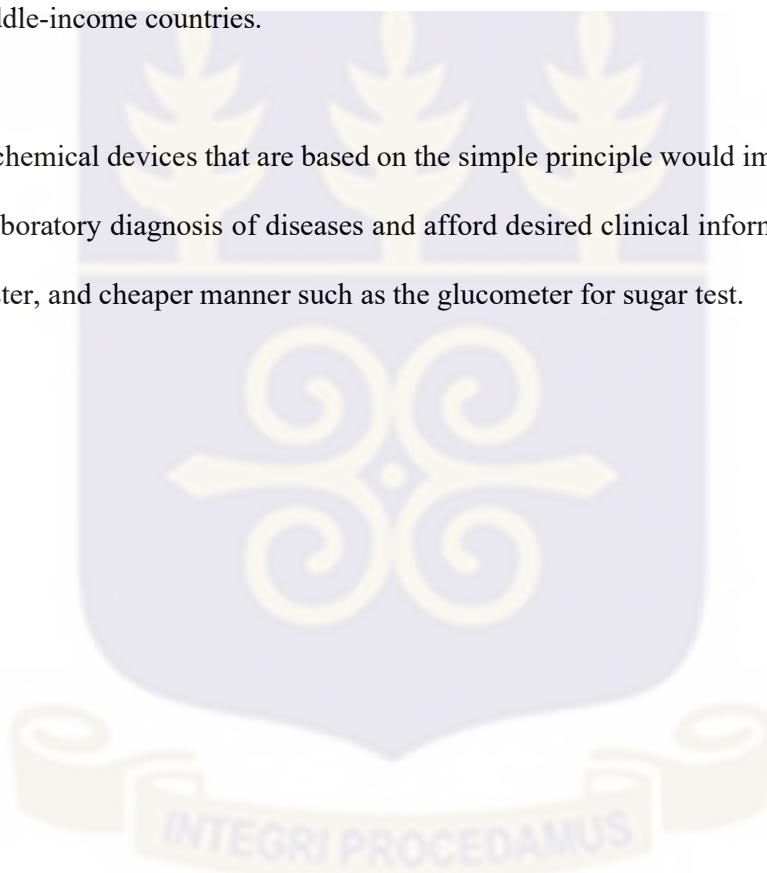 ddle-income countries.
chemical devices that are based on the simple principle would im
boratory diagnosis of diseases and afford desired clinical inforn
ter, and cheaper manner such as the glucometer for sugar test.
INTEGRI PROCEDAMUS